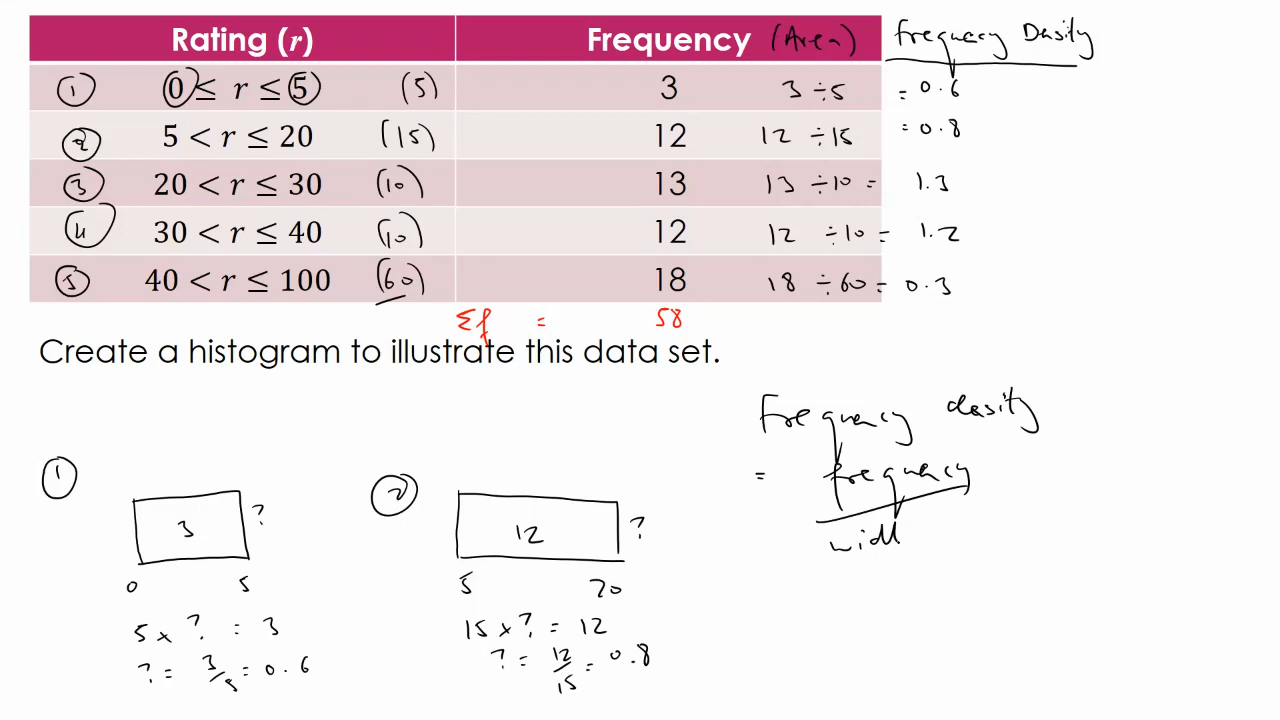 Rating (r) Frequency (Area) Frequency Dasity
① 0 ≤ r ≤ 5 (5) 3 3 ÷5 = 0.6
② 5 < r ≤ 20 (15) 12 12 ÷15 = 0.8
③ 20 < r ≤ 30 (10) 13 13 ÷10 = 1.3
④ 30 < r ≤ 40 (10) 12 12 ÷10 = 1.2
⑤ 40 < r ≤ 100 (60) 18 18 ÷60 = 0.3
Σf = 58
Create a histogram to illustrate this data set.
Frequency dasity
= frequency
widl
① 3 ?
0 5
5 x ? = 3
? = 3/5 = 0.6
② 12 ?
5 20
15 x ? = 12
? = 12/15 = 0.8